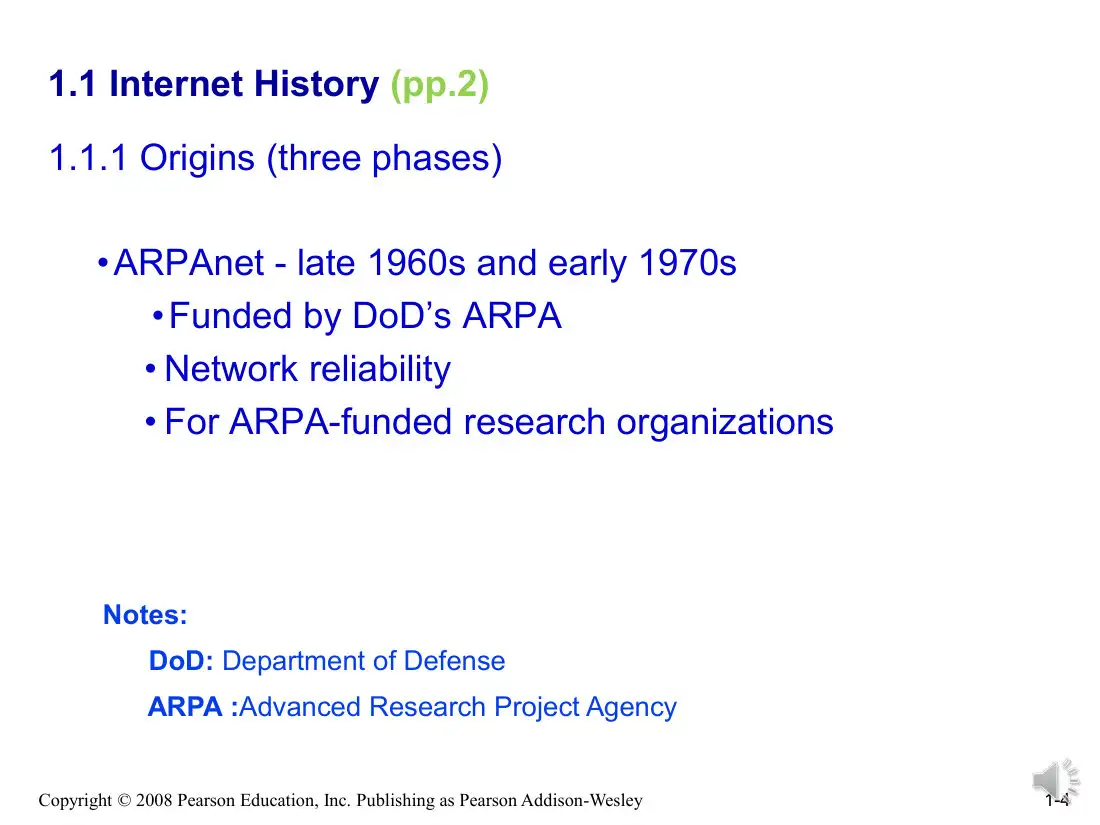 1.1 Internet History (pp.2)
1.1.1 Origins (three phases)
•ARPAnet - late 1960s and early 1970s
•Funded by DoD’s ARPA
• Network reliability
• For ARPA-funded research organizations
Notes:
DoD: Department of Defense
ARPA :Advanced Research Project Agency
Copyright © 2008 Pearson Education, Inc. Publishing as Pearson Addison-Wesley
1-4